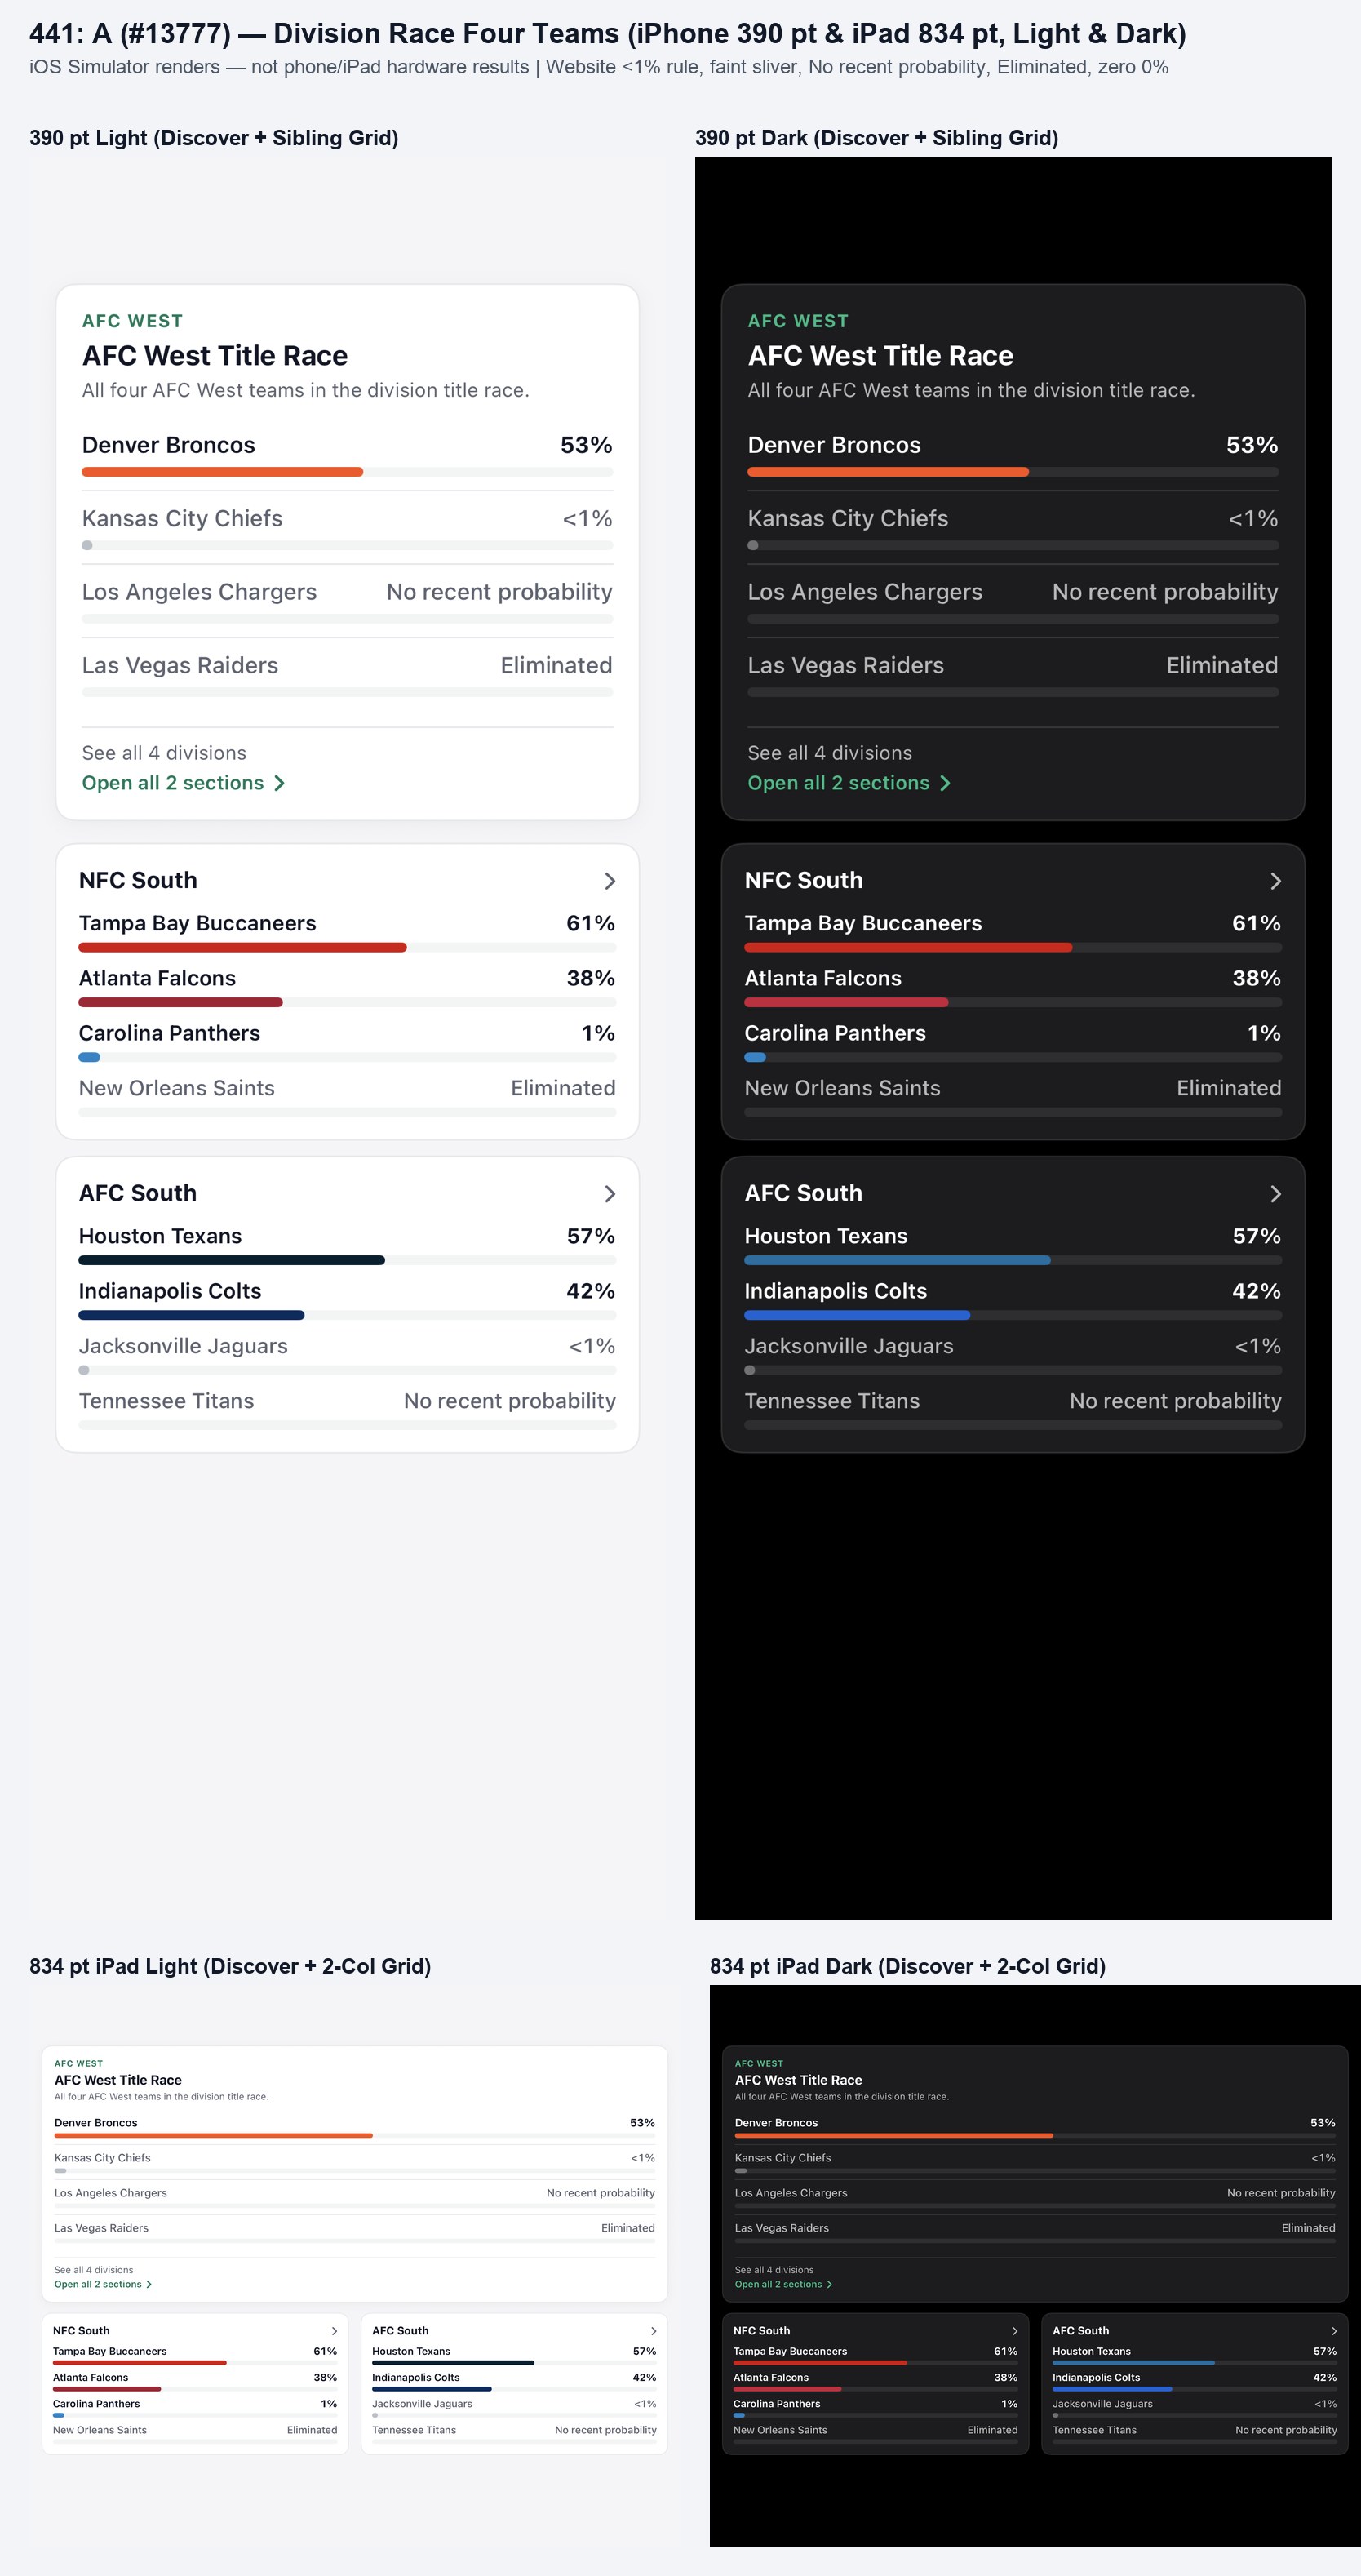 441: A (#13777) — Division Race Four Teams (iPhone 390 pt & iPad 834 pt, Light & Dark)
iOS Simulator renders — not phone/iPad hardware results | Website <1% rule, faint sliver, No recent probability, Eliminated, zero 0%
390 pt Light (Discover + Sibling Grid)
AFC WEST
AFC West Title Race
All four AFC West teams in the division title race.
Denver Broncos 53%
Kansas City Chiefs <1%
Los Angeles Chargers No recent probability
Las Vegas Raiders Eliminated
See all 4 divisions
Open all 2 sections
NFC South
Tampa Bay Buccaneers 61%
Atlanta Falcons 38%
Carolina Panthers 1%
New Orleans Saints Eliminated
AFC South
Houston Texans 57%
Indianapolis Colts 42%
Jacksonville Jaguars <1%
Tennessee Titans No recent probability
390 pt Dark (Discover + Sibling Grid)
AFC WEST
AFC West Title Race
All four AFC West teams in the division title race.
Denver Broncos 53%
Kansas City Chiefs <1%
Los Angeles Chargers No recent probability
Las Vegas Raiders Eliminated
See all 4 divisions
Open all 2 sections
NFC South
Tampa Bay Buccaneers 61%
Atlanta Falcons 38%
Carolina Panthers 1%
New Orleans Saints Eliminated
AFC South
Houston Texans 57%
Indianapolis Colts 42%
Jacksonville Jaguars <1%
Tennessee Titans No recent probability
834 pt iPad Light (Discover + 2-Col Grid)
AFC WEST
AFC West Title Race
All four AFC West teams in the division title race.
Denver Broncos 53%
Kansas City Chiefs <1%
Los Angeles Chargers No recent probability
Las Vegas Raiders Eliminated
See all 4 divisions
Open all 2 sections
NFC South
Tampa Bay Buccaneers 61%
Atlanta Falcons 38%
Carolina Panthers 1%
New Orleans Saints Eliminated
AFC South
Houston Texans 57%
Indianapolis Colts 42%
Jacksonville Jaguars <1%
Tennessee Titans No recent probability
834 pt iPad Dark (Discover + 2-Col Grid)
AFC WEST
AFC West Title Race
All four AFC West teams in the division title race.
Denver Broncos 53%
Kansas City Chiefs <1%
Los Angeles Chargers No recent probability
Las Vegas Raiders Eliminated
See all 4 divisions
Open all 2 sections
NFC South
Tampa Bay Buccaneers 61%
Atlanta Falcons 38%
Carolina Panthers 1%
New Orleans Saints Eliminated
AFC South
Houston Texans 57%
Indianapolis Colts 42%
Jacksonville Jaguars <1%
Tennessee Titans No recent probability